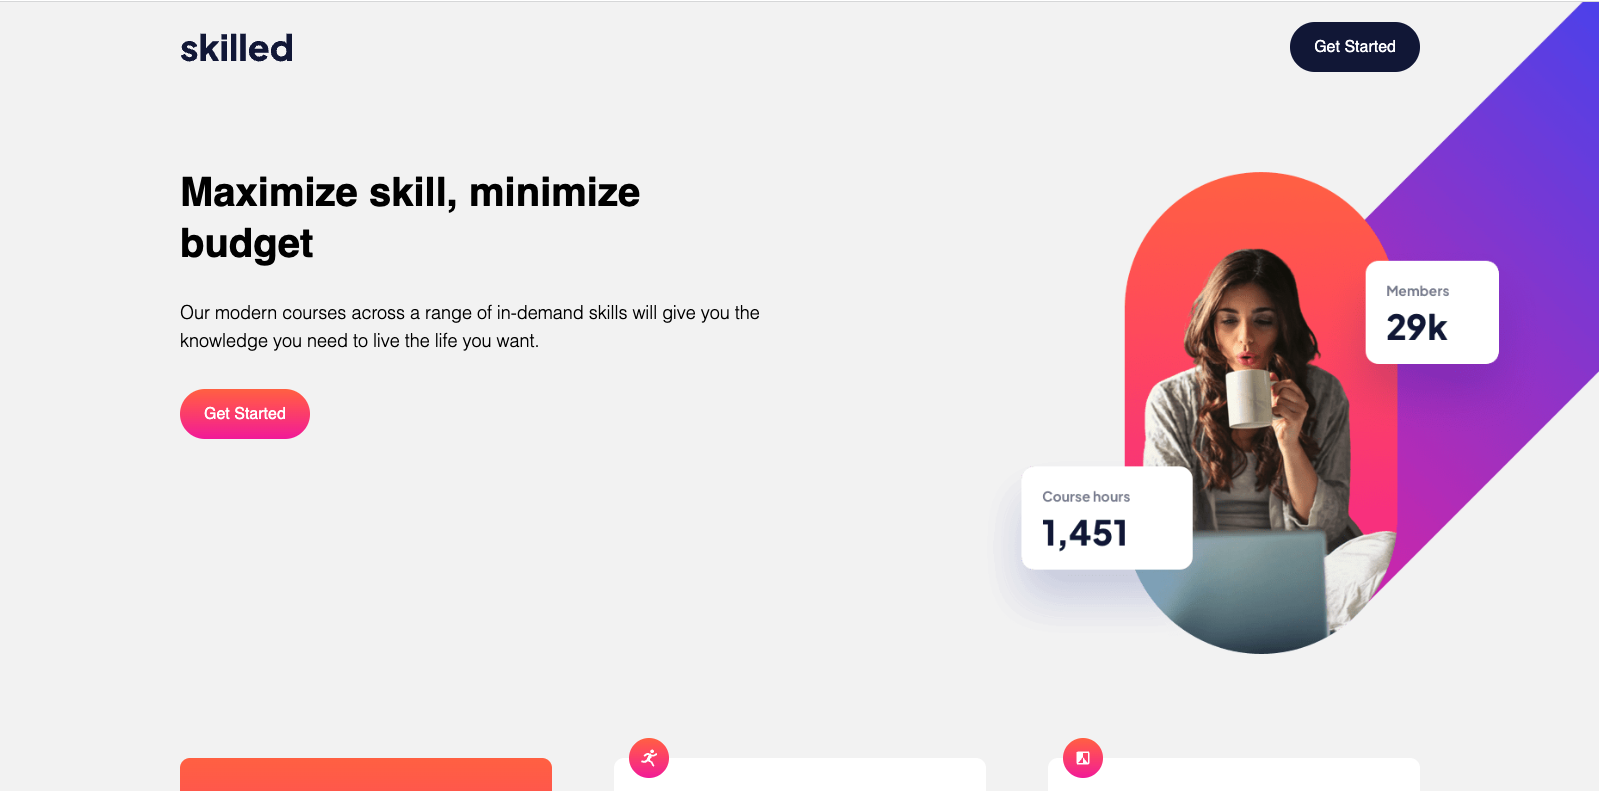 skilled
Get Started
Maximize skill, minimize
budget
Our modern courses across a range of in-demand skills will give you the
knowledge you need to live the life you want.
Get Started
Members
29k
Course hours
1,451